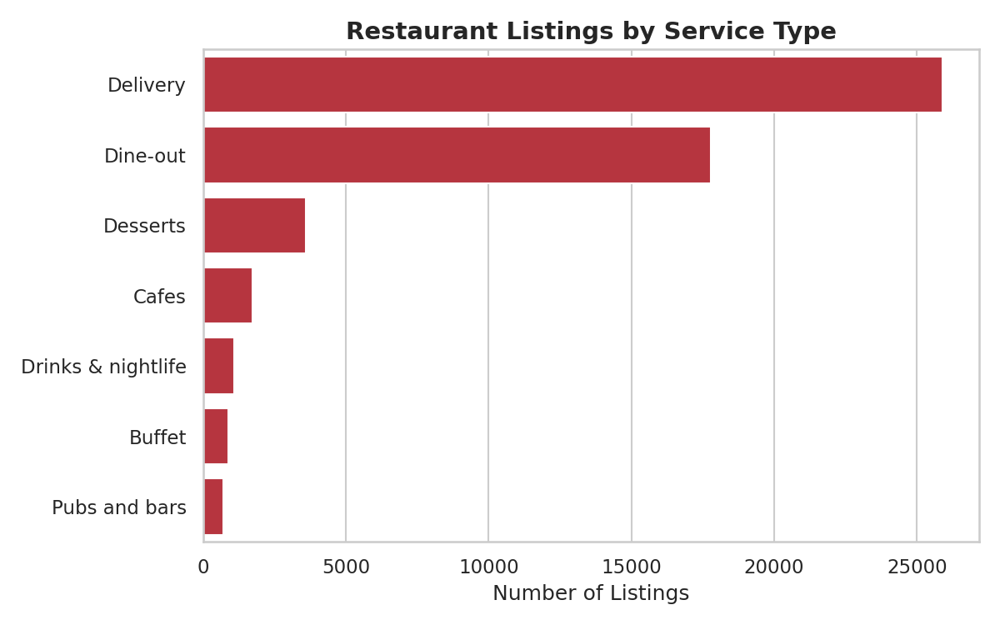 Restaurant Listings by Service Type
Delivery
Dine-out
Desserts
Cafes
Drinks & nightlife
Buffet
Pubs and bars
0 5000 10000 15000 20000 25000
Number of Listings